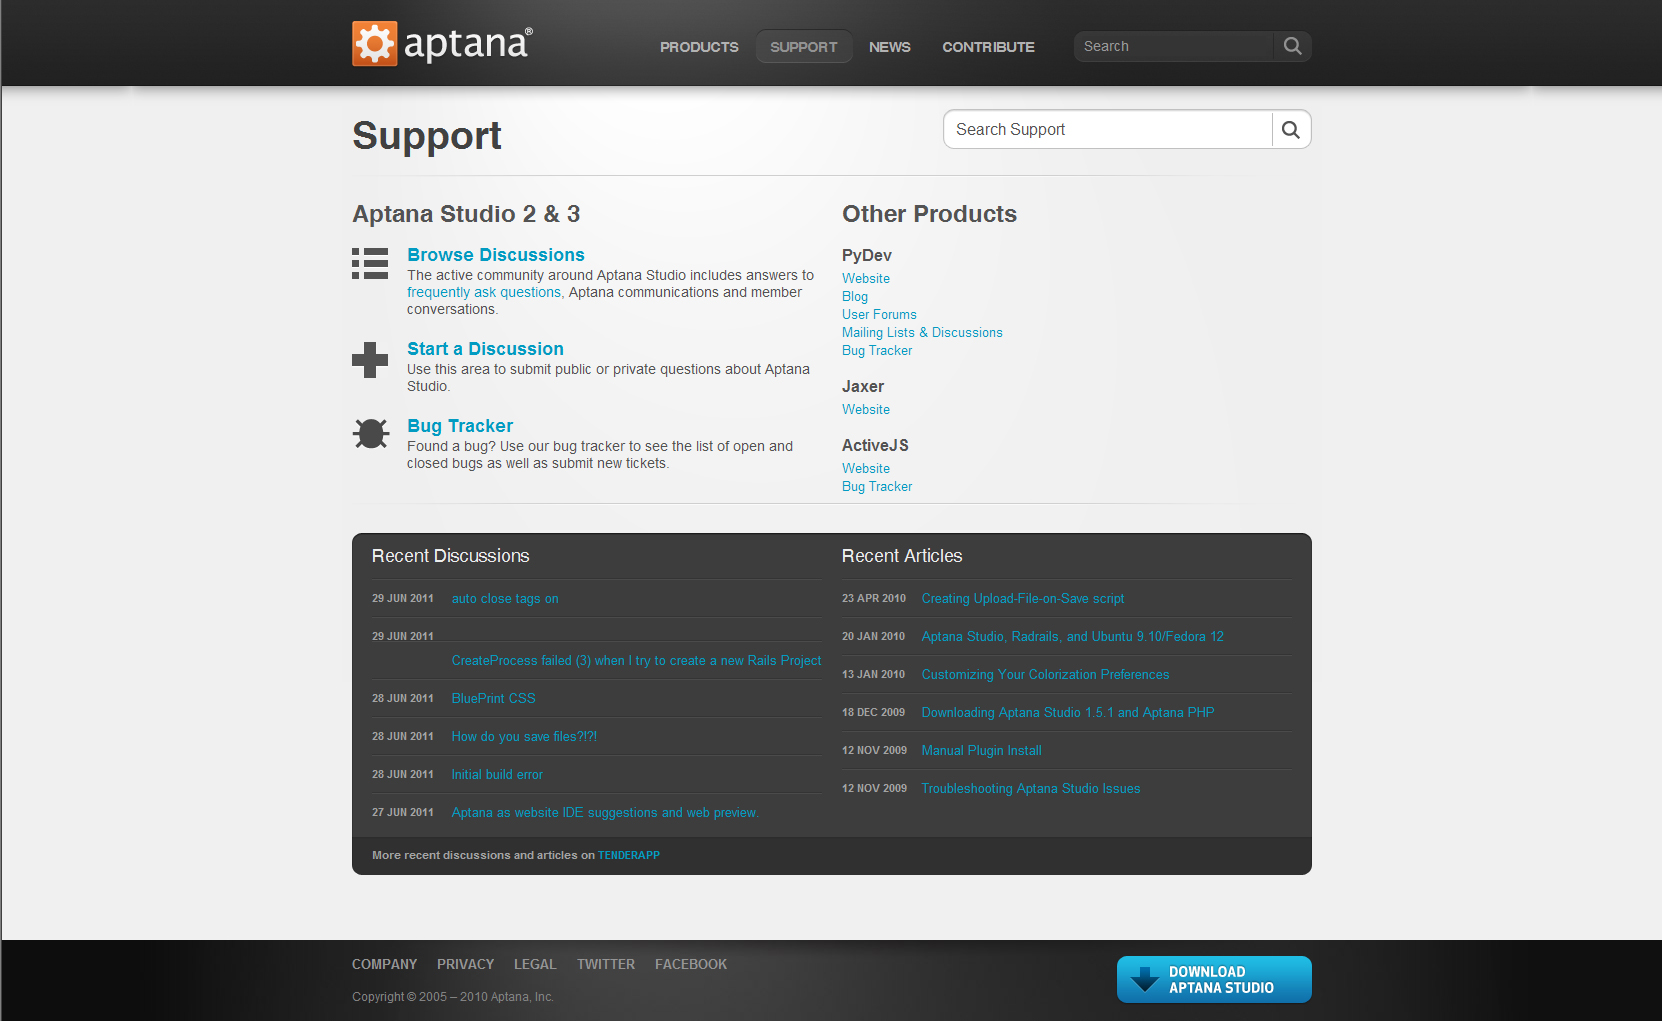 aptana®
PRODUCTS
SUPPORT
NEWS
CONTRIBUTE
Search
Support
Search Support
Aptana Studio 2 & 3
Browse Discussions
The active community around Aptana Studio includes answers to
frequently ask questions, Aptana communications and member
conversations.
Start a Discussion
Use this area to submit public or private questions about Aptana
Studio.
Bug Tracker
Found a bug? Use our bug tracker to see the list of open and
closed bugs as well as submit new tickets.
Other Products
PyDev
Website
Blog
User Forums
Mailing Lists & Discussions
Bug Tracker
Jaxer
Website
ActiveJS
Website
Bug Tracker
Recent Discussions
29 JUN 2011 auto close tags on
29 JUN 2011
CreateProcess failed (3) when I try to create a new Rails Project
28 JUN 2011 BluePrint CSS
28 JUN 2011 How do you save files?!?!
28 JUN 2011 Initial build error
27 JUN 2011 Aptana as website IDE suggestions and web preview.
Recent Articles
23 APR 2010 Creating Upload-File-on-Save script
20 JAN 2010 Aptana Studio, Radrails, and Ubuntu 9.10/Fedora 12
13 JAN 2010 Customizing Your Colorization Preferences
18 DEC 2009 Downloading Aptana Studio 1.5.1 and Aptana PHP
12 NOV 2009 Manual Plugin Install
12 NOV 2009 Troubleshooting Aptana Studio Issues
More recent discussions and articles on TENDERAPP
COMPANY
PRIVACY
LEGAL
TWITTER
FACEBOOK
Copyright © 2005 – 2010 Aptana, Inc.
DOWNLOAD
APTANA STUDIO